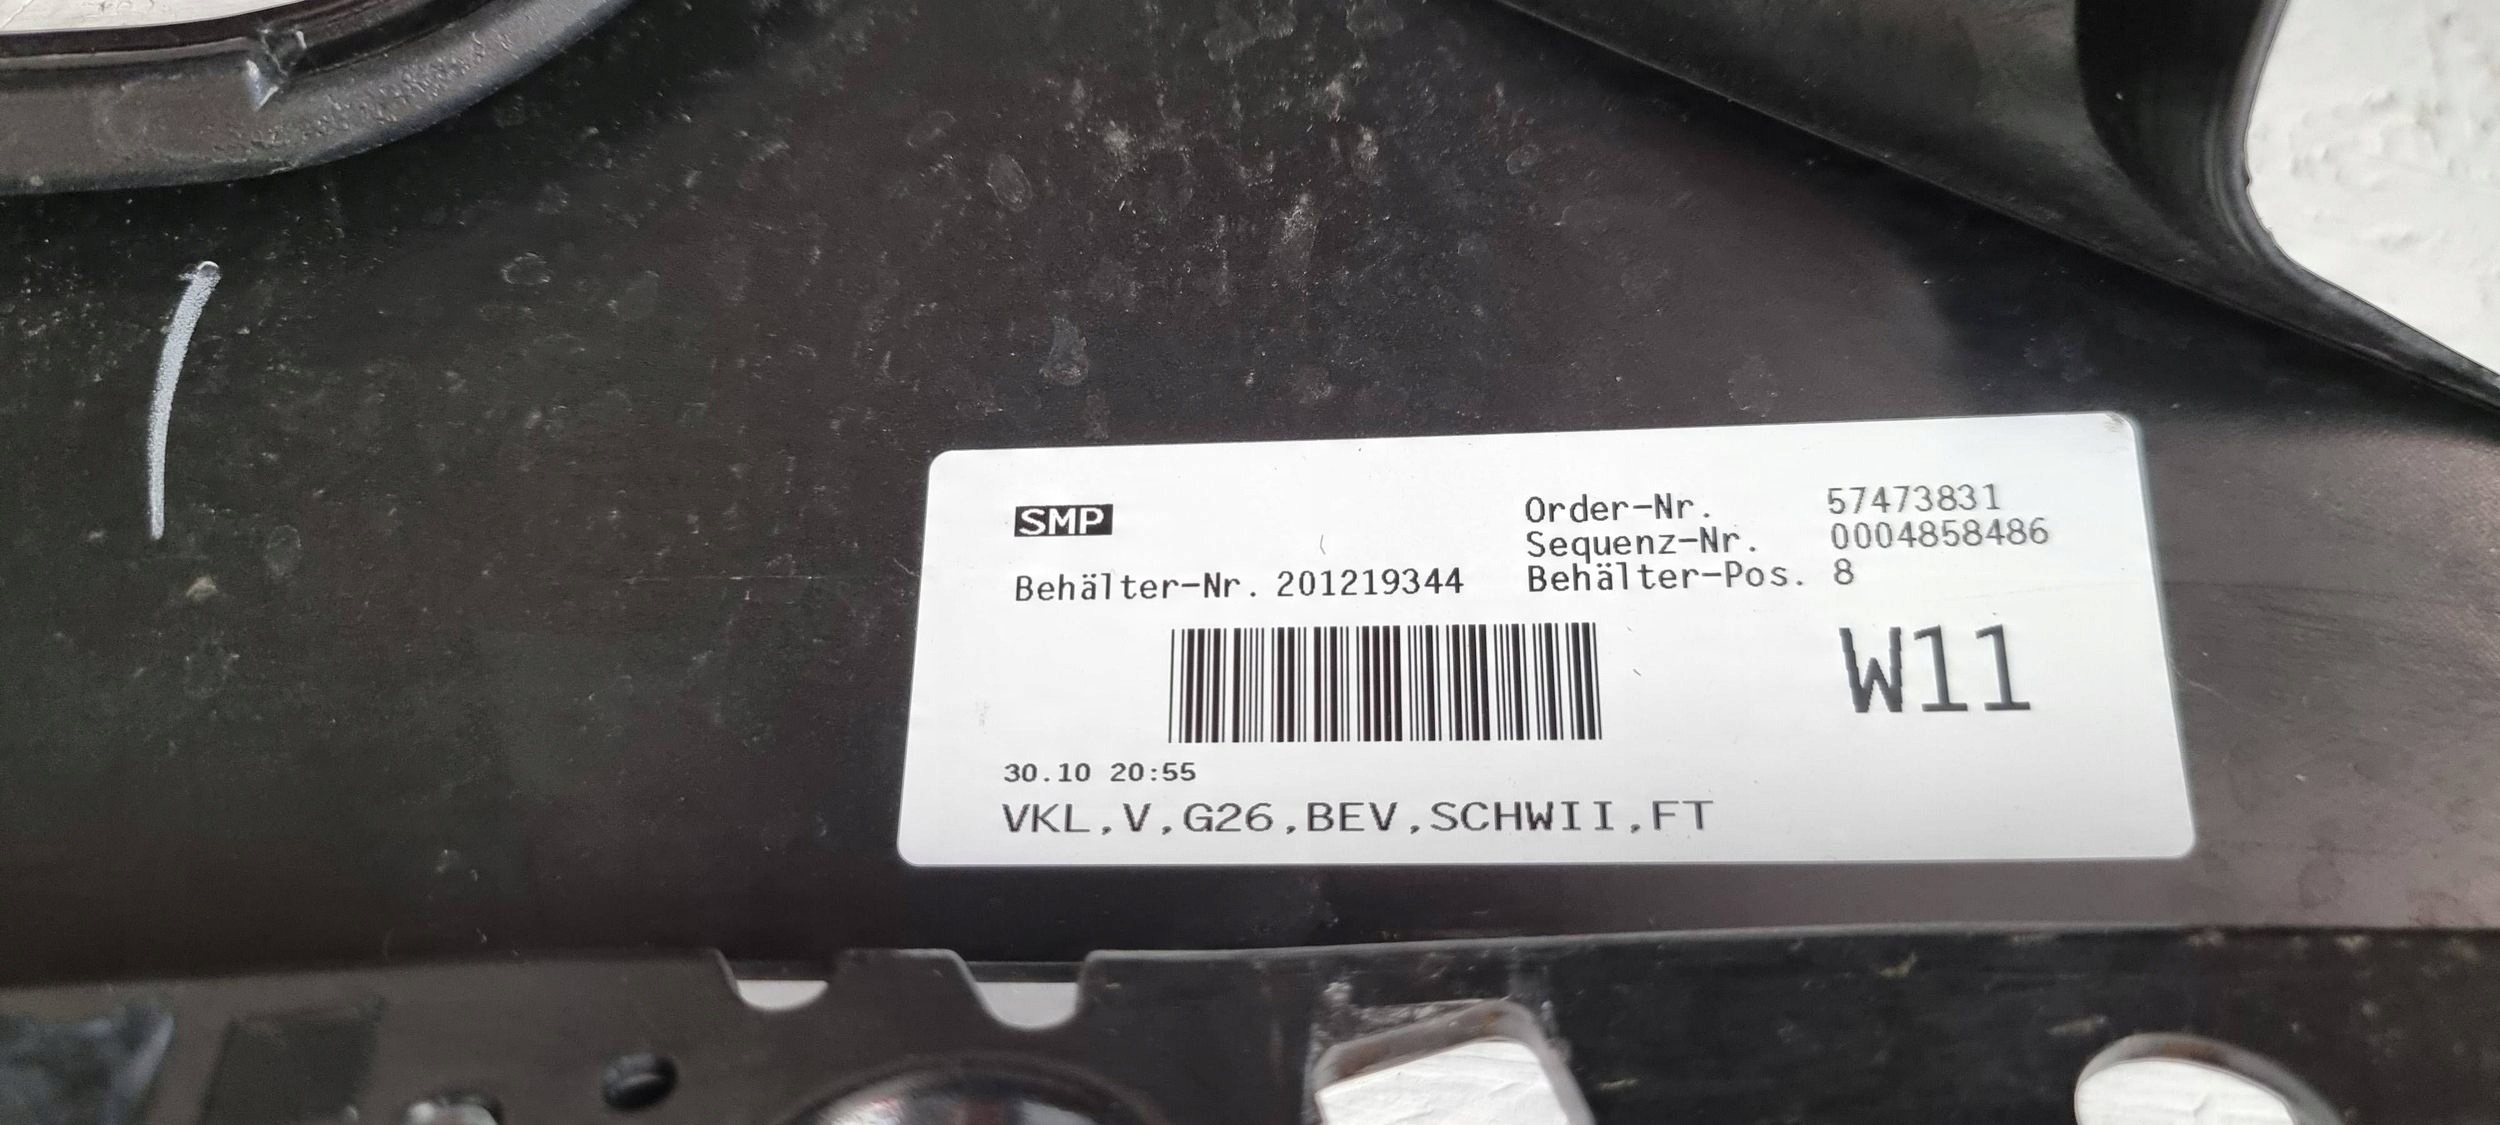 SMP
Order-Nr. 57473831
Sequenz-Nr. 0004858486
Behälter-Nr. 201219344
Behälter-Pos. 8
W11
30.10 20:55
VKL,V,G26,BEV,SCHWII,FT